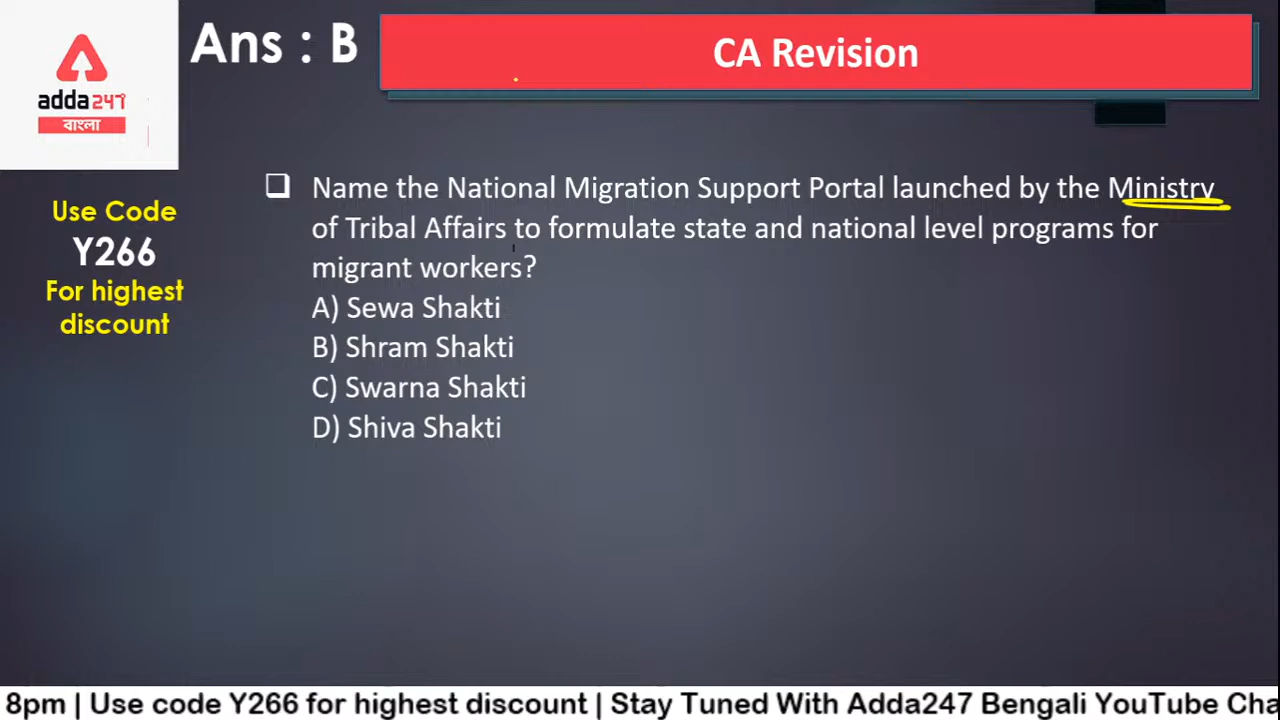 Ans : B
CA Revision
adda247
বাংলা
Use Code
Y266
For highest
discount
Name the National Migration Support Portal launched by the Ministry
of Tribal Affairs to formulate state and national level programs for
migrant workers?
A) Sewa Shakti
B) Shram Shakti
C) Swarna Shakti
D) Shiva Shakti
8pm | Use code Y266 for highest discount | Stay Tuned With Adda247 Bengali YouTube Cha